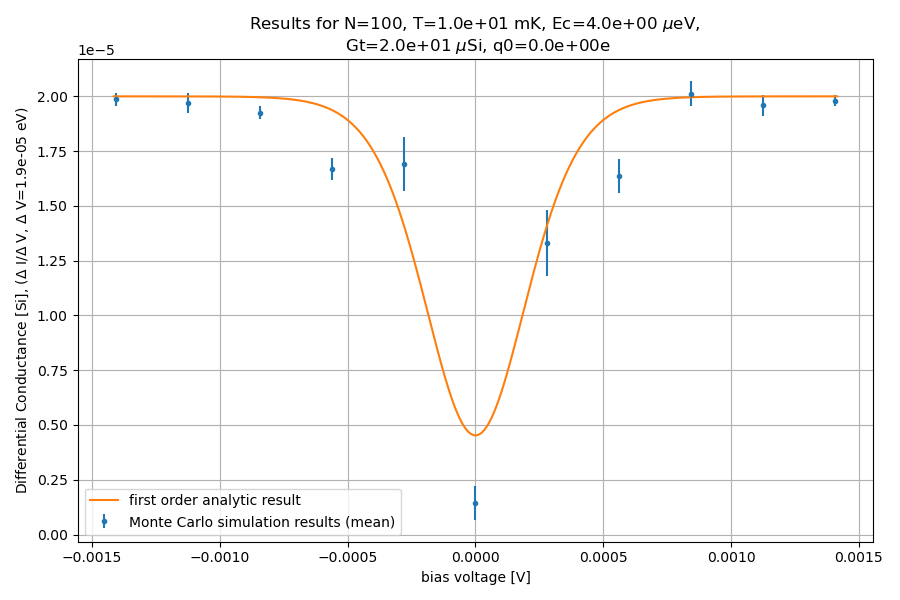 Results for N=100, T=1.0e+01 mK, Ec=4.0e+00 μeV,
Gt=2.0e+01 μSi, q0=0.0e+00e
1e−5
2.00
1.75
1.50
1.25
1.00
0.75
0.50
0.25
0.00
Differential Conductance [Si], (Δ I/Δ V, Δ V=1.9e-05 eV)
first order analytic result
Monte Carlo simulation results (mean)
−0.0015 −0.0010 −0.0005 0.0000 0.0005 0.0010 0.0015
bias voltage [V]